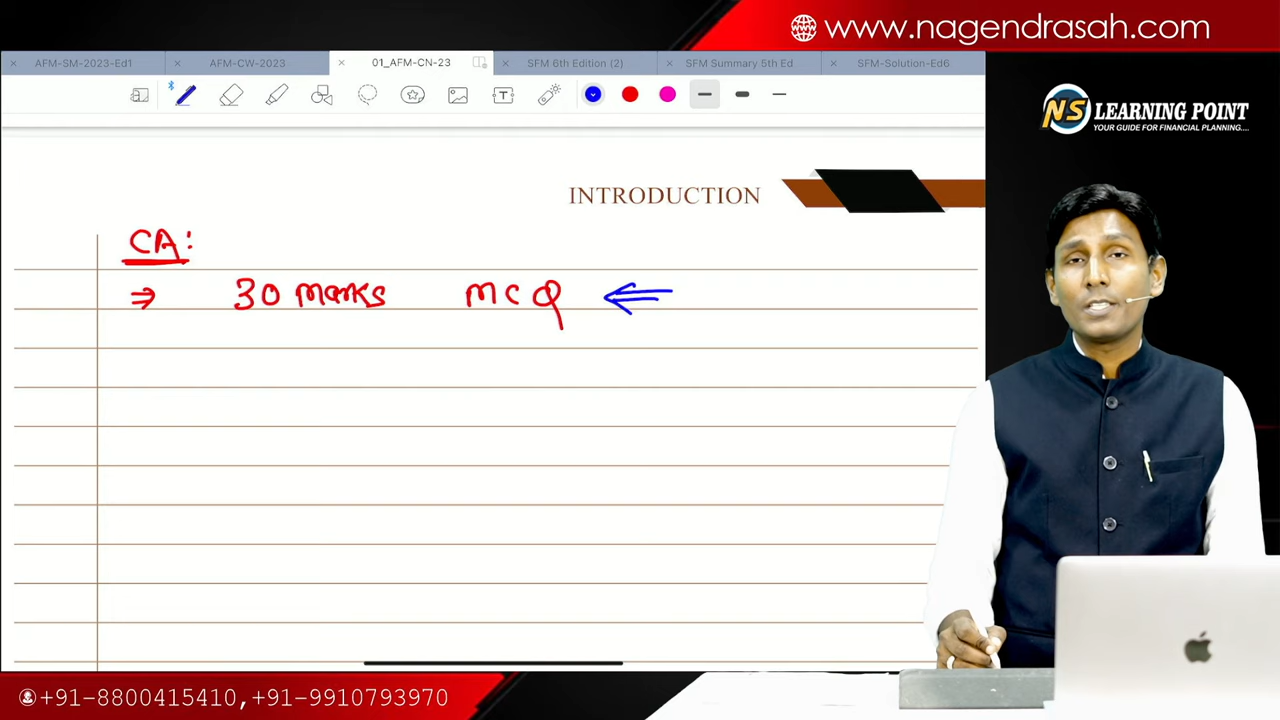 www.nagendrasah.com
AFM-SM-2023-Ed1
AFM-CW-2023
01_AFM-CN-23
SFM 6th Edition (2)
SFM Summary 5th Ed
SFM-Solution-Ed6
T
NS LEARNING POINT
YOUR GUIDE FOR FINANCIAL PLANNING....
INTRODUCTION
CA:
⇒ 30 marks MCQ ⇐
+91-8800415410,+91-9910793970